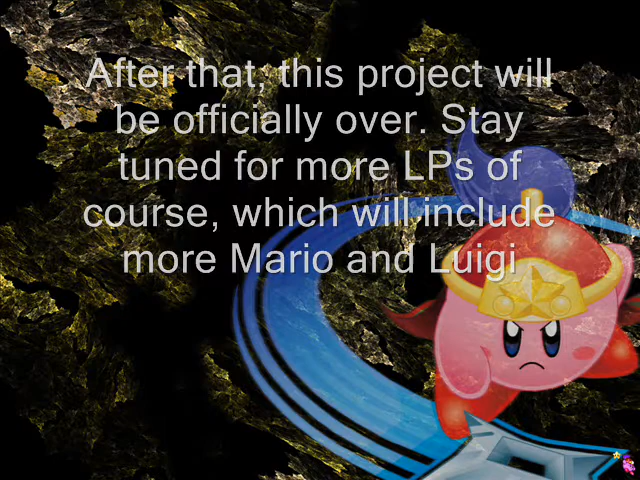 After that, this project will
be officially over. Stay
tuned for more LPs of
course, which will include
more Mario and Luigi